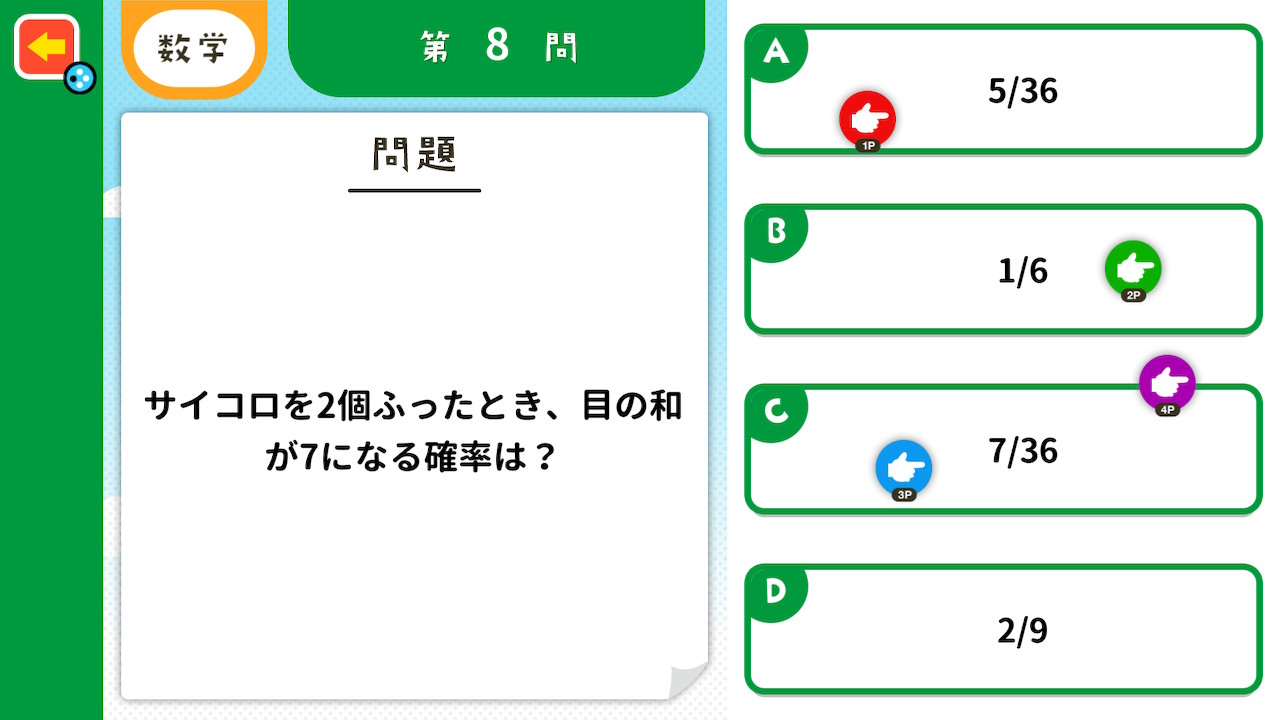 数学
第 8 問
問題
サイコロを2個ふったとき、目の和
が7になる確率は？
A
5/36
1P
B
1/6
2P
4P
C
7/36
3P
D
2/9